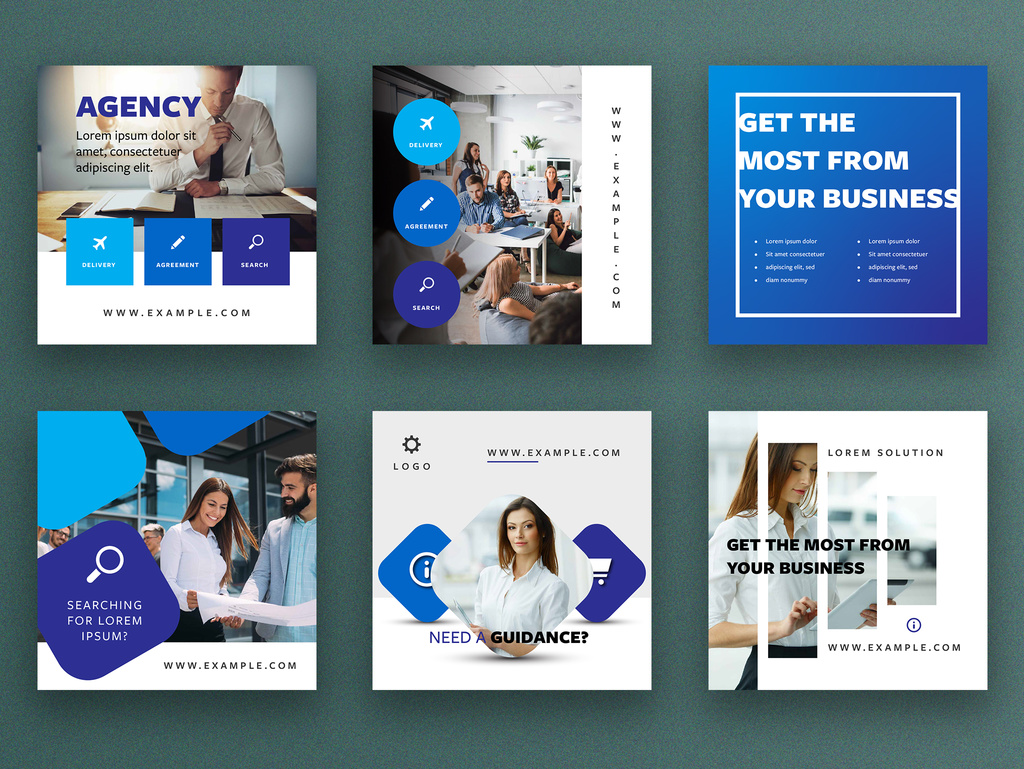 AGENCY
Lorem ipsum dolor sit
amet, consectetuer
adipiscing elit.
DELIVERY
AGREEMENT
SEARCH
WWW.EXAMPLE.COM
DELIVERY
AGREEMENT
SEARCH
WWW.EXAMPLE.COM
GET THE
MOST FROM
YOUR BUSINESS
• Lorem ipsum dolor
• Sit amet consectetuer
• adipiscing elit, sed
• diam nonummy
• Lorem ipsum dolor
• Sit amet consectetuer
• adipiscing elit, sed
• diam nonummy
SEARCHING
FOR LOREM
IPSUM?
WWW.EXAMPLE.COM
LOGO
WWW.EXAMPLE.COM
NEED A GUIDANCE?
LOREM SOLUTION
GET THE MOST FROM
YOUR BUSINESS
WWW.EXAMPLE.COM